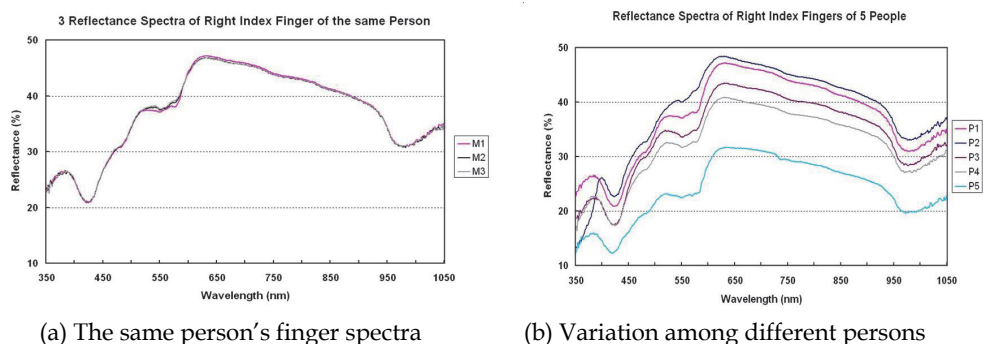 3 Reflectance Spectra of Right Index Finger of the same Person
50
40
30
20
10
Reflectance (%)
350 450 550 650 750 850 950 1050
Wavelength (nm)
M1
M2
M3
(a) The same person's finger spectra
Reflectance Spectra of Right Index Fingers of 5 People
50
40
30
20
10
Reflectance (%)
350 450 550 650 750 850 950 1050
Wavelength (nm)
P1
P2
P3
P4
P5
(b) Variation among different persons